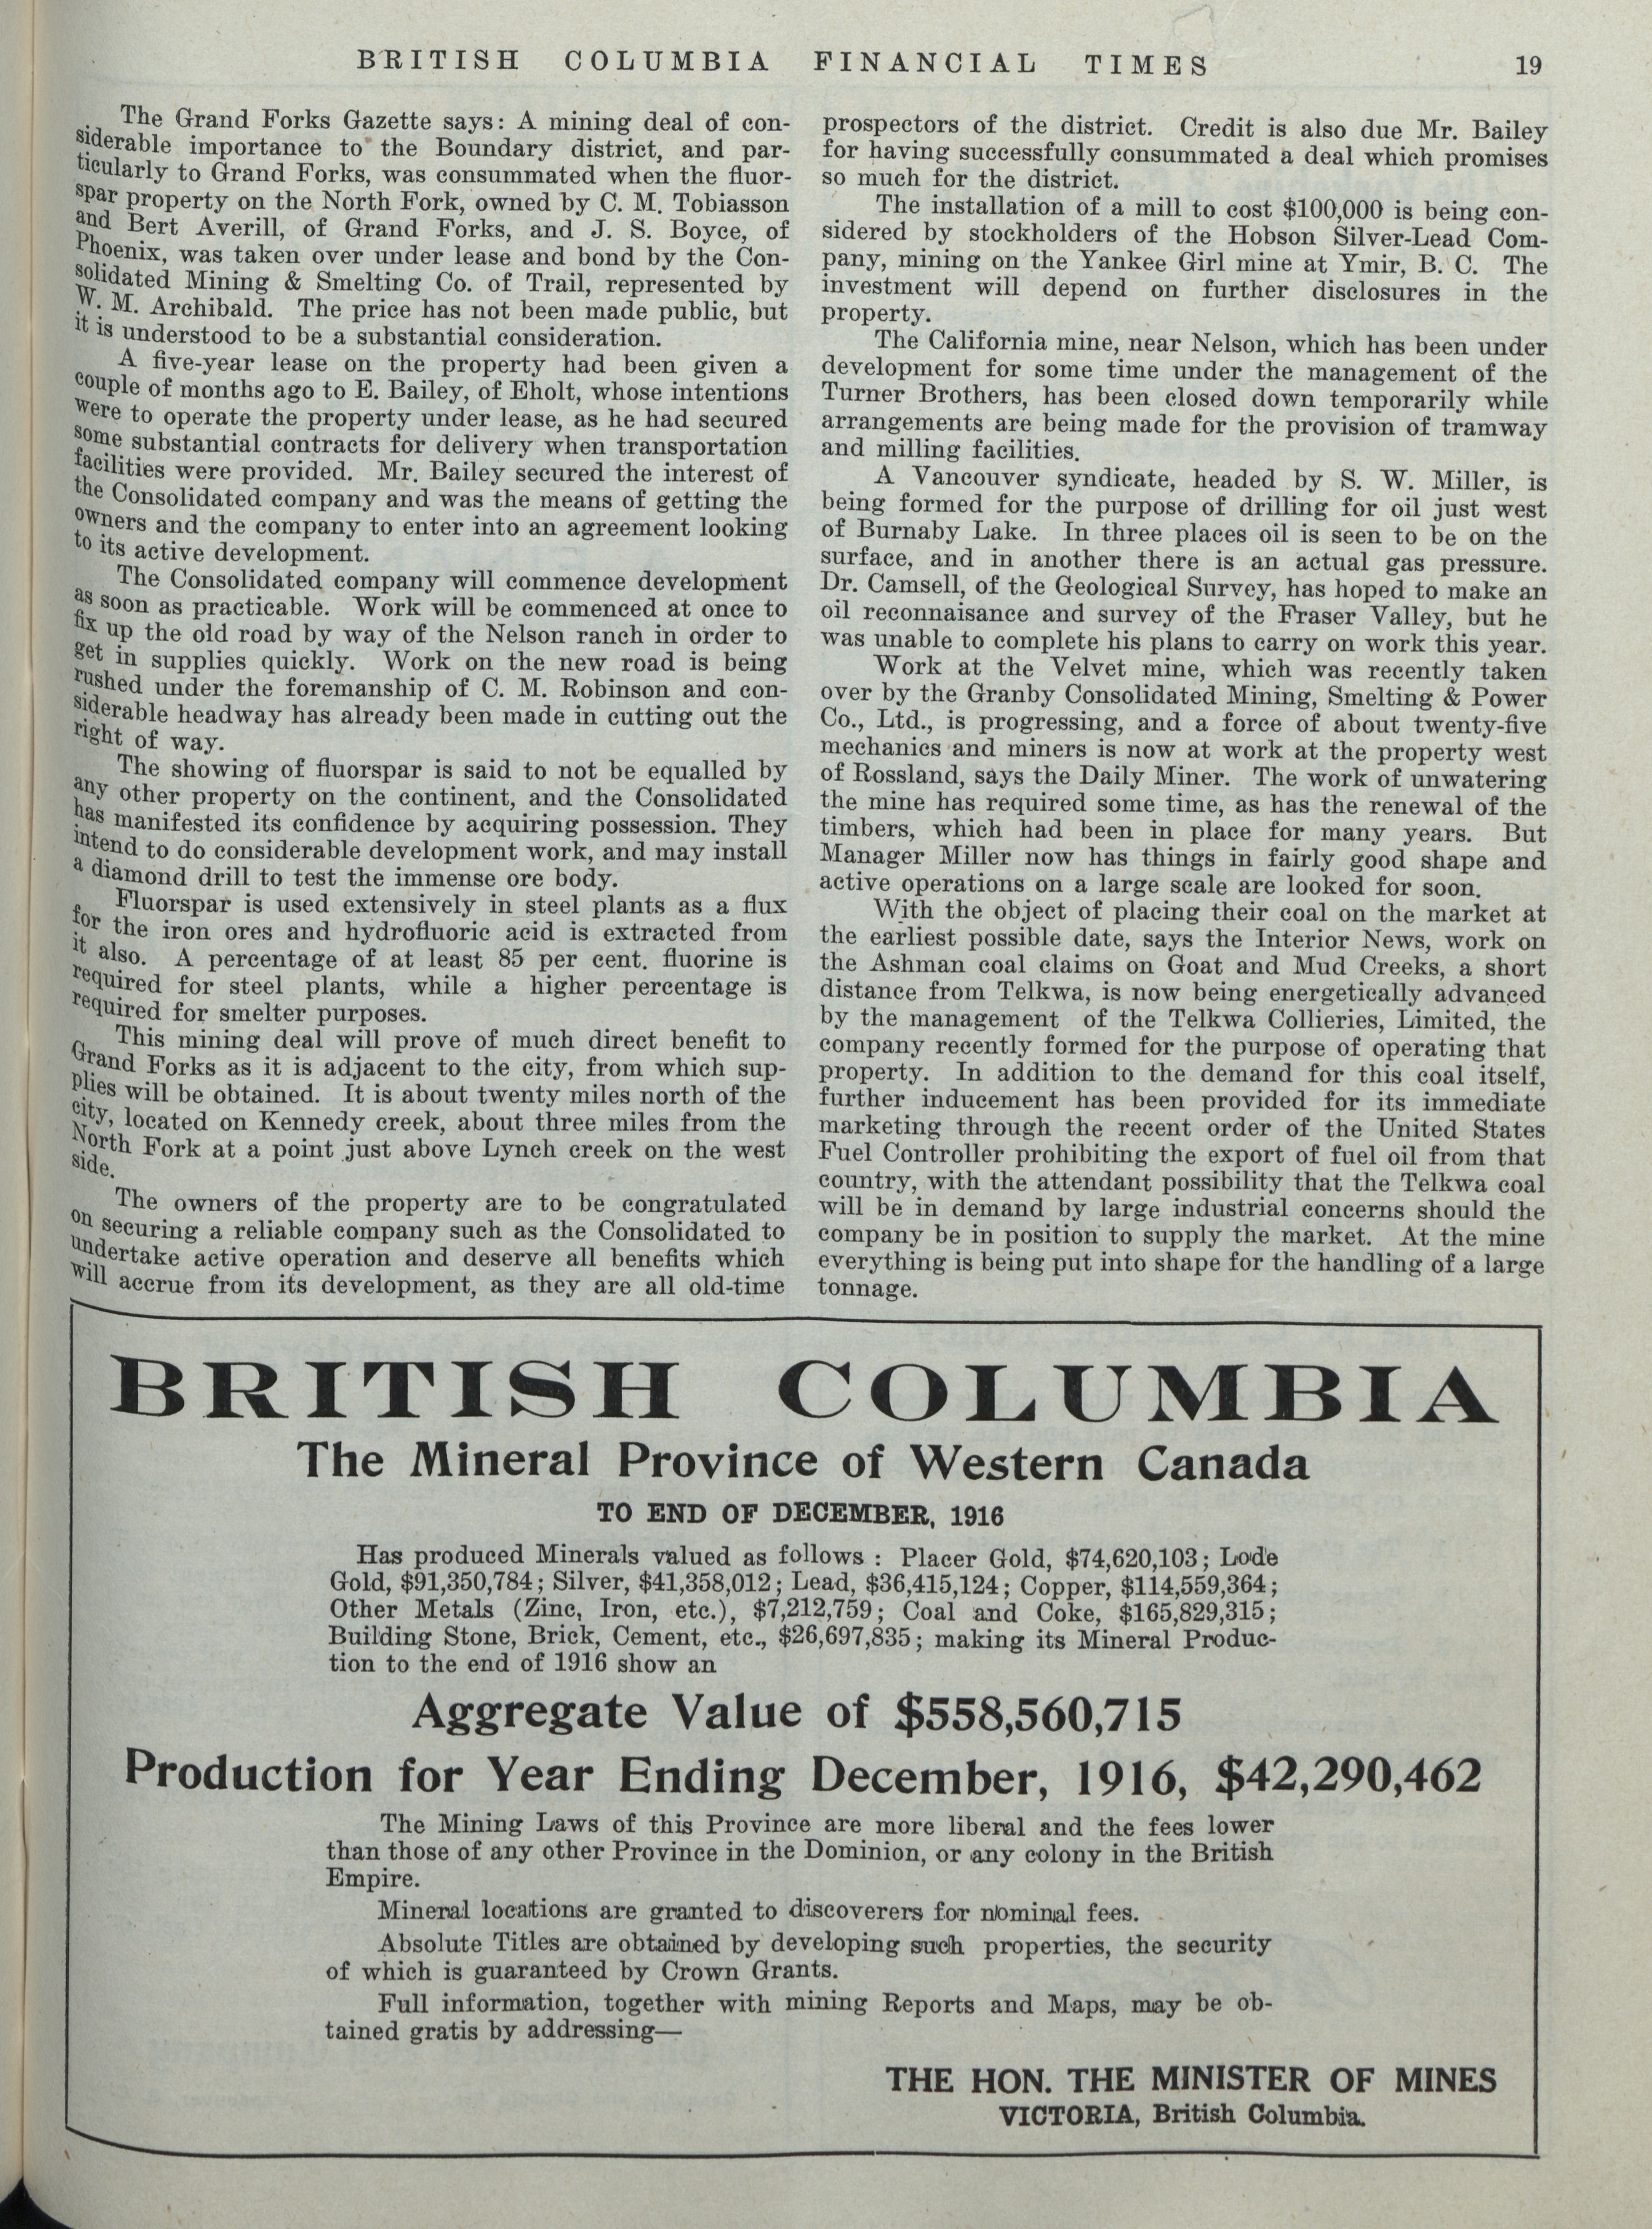 BRITISH COLUMBIA FINANCIAL TIMES 19
The Grand Forks Gazette says: A mining deal of con-
siderable importance to the Boundary district, and par-
ticularly to Grand Forks, was consummated when the fluor-
spar property on the North Fork, owned by C. M. Tobiasson
and Bert Averill, of Grand Forks, and J. S. Boyce, of
Phoenix, was taken over under lease and bond by the Con-
solidated Mining & Smelting Co. of Trail, represented by
W. M. Archibald. The price has not been made public, but
it is understood to be a substantial consideration.
A five-year lease on the property had been given a
couple of months ago to E. Bailey, of Eholt, whose intentions
were to operate the property under lease, as he had secured
some substantial contracts for delivery when transportation
facilities were provided. Mr. Bailey secured the interest of
the Consolidated company and was the means of getting the
owners and the company to enter into an agreement looking
to its active development.
The Consolidated company will commence development
as soon as practicable. Work will be commenced at once to
fix up the old road by way of the Nelson ranch in order to
get in supplies quickly. Work on the new road is being
rushed under the foremanship of C. M. Robinson and con-
siderable headway has already been made in cutting out the
right of way.
The showing of fluorspar is said to not be equalled by
any other property on the continent, and the Consolidated
has manifested its confidence by acquiring possession. They
intend to do considerable development work, and may install
a diamond drill to test the immense ore body.
Fluorspar is used extensively in steel plants as a flux
for the iron ores and hydrofluoric acid is extracted from
it also. A percentage of at least 85 per cent. fluorine is
required for steel plants, while a higher percentage is
required for smelter purposes.
This mining deal will prove of much direct benefit to
Grand Forks as it is adjacent to the city, from which sup-
plies will be obtained. It is about twenty miles north of the
city, located on Kennedy creek, about three miles from the
North Fork at a point just above Lynch creek on the west
side.
The owners of the property are to be congratulated
on securing a reliable company such as the Consolidated to
undertake active operation and deserve all benefits which
will accrue from its development, as they are all old-time
prospectors of the district. Credit is also due Mr. Bailey
for having successfully consummated a deal which promises
so much for the district.
The installation of a mill to cost $100,000 is being con-
sidered by stockholders of the Hobson Silver-Lead Com-
pany, mining on the Yankee Girl mine at Ymir, B. C. The
investment will depend on further disclosures in the
property.
The California mine, near Nelson, which has been under
development for some time under the management of the
Turner Brothers, has been closed down temporarily while
arrangements are being made for the provision of tramway
and milling facilities.
A Vancouver syndicate, headed by S. W. Miller, is
being formed for the purpose of drilling for oil just west
of Burnaby Lake. In three places oil is seen to be on the
surface, and in another there is an actual gas pressure.
Dr. Camsell, of the Geological Survey, has hoped to make an
oil reconnaisance and survey of the Fraser Valley, but he
was unable to complete his plans to carry on work this year.
Work at the Velvet mine, which was recently taken
over by the Granby Consolidated Mining, Smelting & Power
Co., Ltd., is progressing, and a force of about twenty-five
mechanics and miners is now at work at the property west
of Rossland, says the Daily Miner. The work of unwatering
the mine has required some time, as has the renewal of the
timbers, which had been in place for many years. But
Manager Miller now has things in fairly good shape and
active operations on a large scale are looked for soon.
With the object of placing their coal on the market at
the earliest possible date, says the Interior News, work on
the Ashman coal claims on Goat and Mud Creeks, a short
distance from Telkwa, is now being energetically advanced
by the management of the Telkwa Collieries, Limited, the
company recently formed for the purpose of operating that
property. In addition to the demand for this coal itself,
further inducement has been provided for its immediate
marketing through the recent order of the United States
Fuel Controller prohibiting the export of fuel oil from that
country, with the attendant possibility that the Telkwa coal
will be in demand by large industrial concerns should the
company be in position to supply the market. At the mine
everything is being put into shape for the handling of a large
tonnage.
BRITISH COLUMBIA
The Mineral Province of Western Canada
TO END OF DECEMBER, 1916
Has produced Minerals valued as follows : Placer Gold, $74,620,103; Lode
Gold, $91,350,784; Silver, $41,358,012; Lead, $36,415,124; Copper, $114,559,364;
Other Metals (Zinc, Iron, etc.), $7,212,759; Coal and Coke, $165,829,315;
Building Stone, Brick, Cement, etc., $26,697,835; making its Mineral Produc-
tion to the end of 1916 show an
Aggregate Value of $558,560,715
Production for Year Ending December, 1916, $42,290,462
The Mining Laws of this Province are more liberal and the fees lower
than those of any other Province in the Dominion, or any colony in the British
Empire.
Mineral locations are granted to discoverers for nominal fees.
Absolute Titles are obtained by developing such properties, the security
of which is guaranteed by Crown Grants.
Full information, together with mining Reports and Maps, may be ob-
tained gratis by addressing—
THE HON. THE MINISTER OF MINES
VICTORIA, British Columbia.